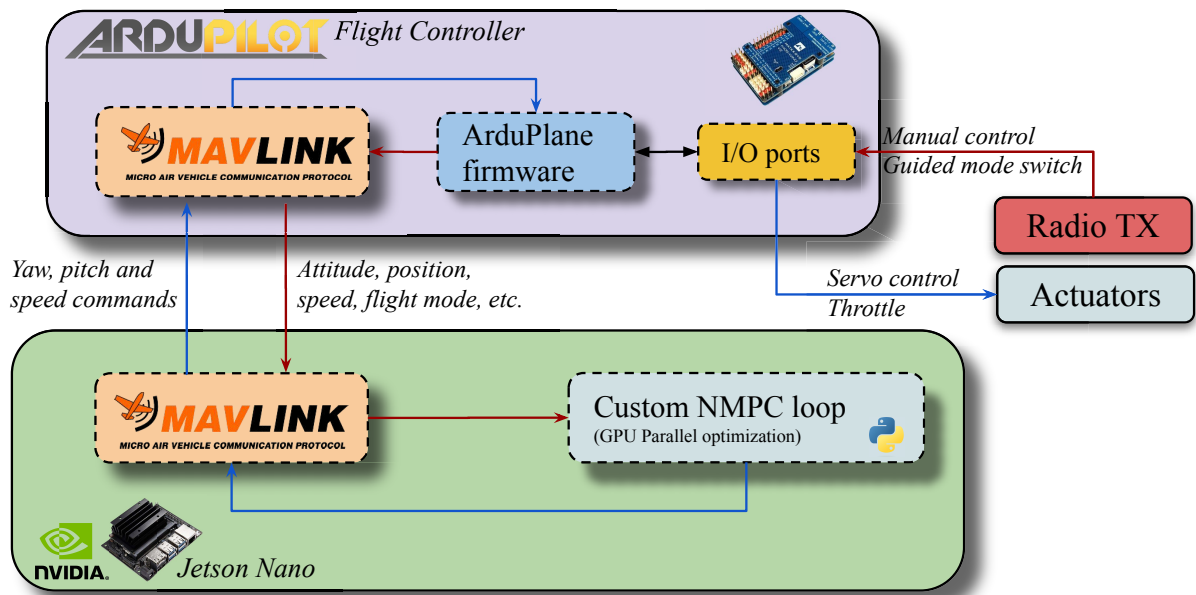 ARDUPILOT
Flight Controller
MAVLINK
MICRO AIR VEHICLE COMMUNICATION PROTOCOL
ArduPlane
firmware
I/O ports
Manual control
Guided mode switch
Radio TX
Yaw, pitch and
speed commands
Attitude, position,
speed, flight mode, etc.
Servo control
Throttle
Actuators
MAVLINK
MICRO AIR VEHICLE COMMUNICATION PROTOCOL
Custom NMPC loop
(GPU Parallel optimization)
NVIDIA.
Jetson Nano